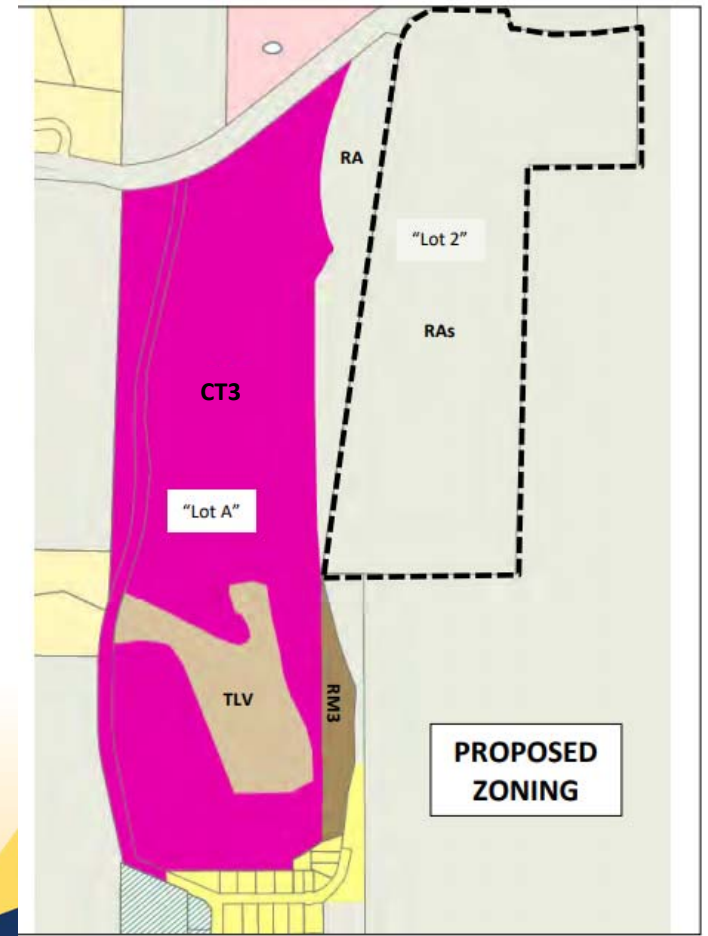 RA
"Lot 2"
RAs
CT3
"Lot A"
TLV
RM3
PROPOSED
ZONING